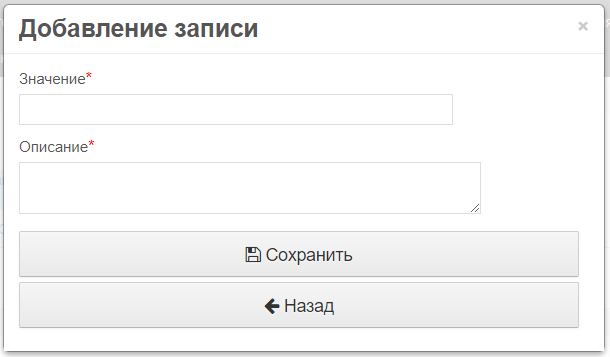 Добавление записи
×
Значение*
Описание*
Сохранить
Назад